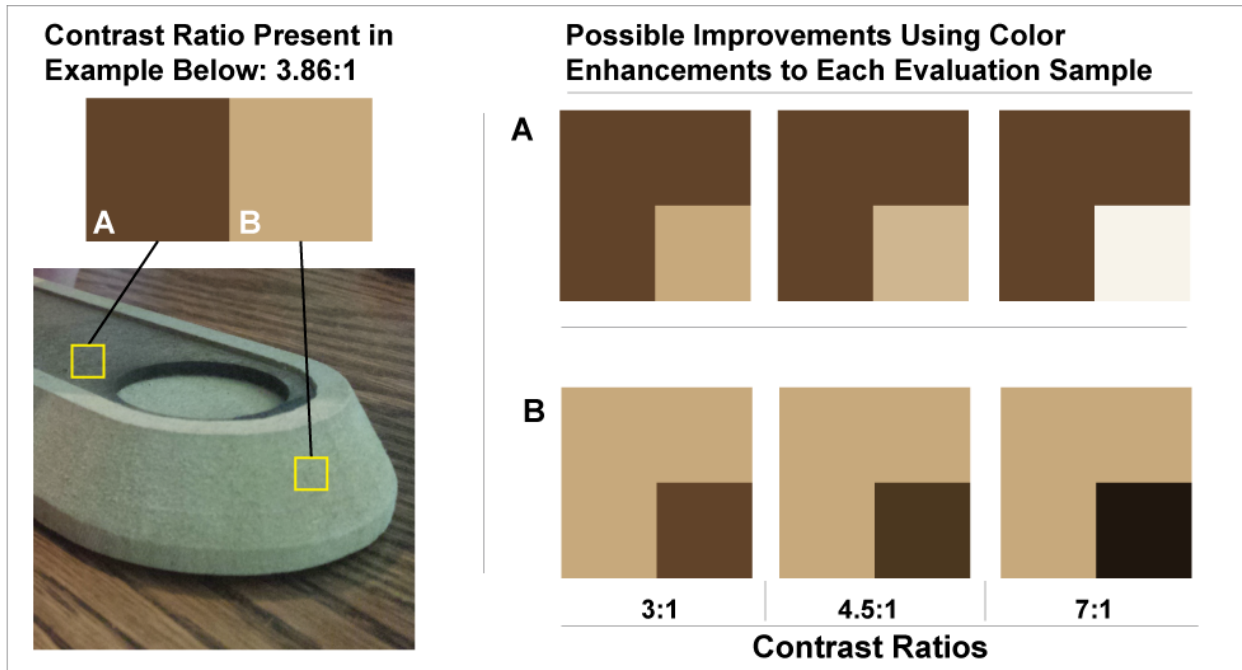 Contrast Ratio Present in
Example Below: 3.86:1
A
B
Possible Improvements Using Color
Enhancements to Each Evaluation Sample
A
B
3:1
4.5:1
7:1
Contrast Ratios